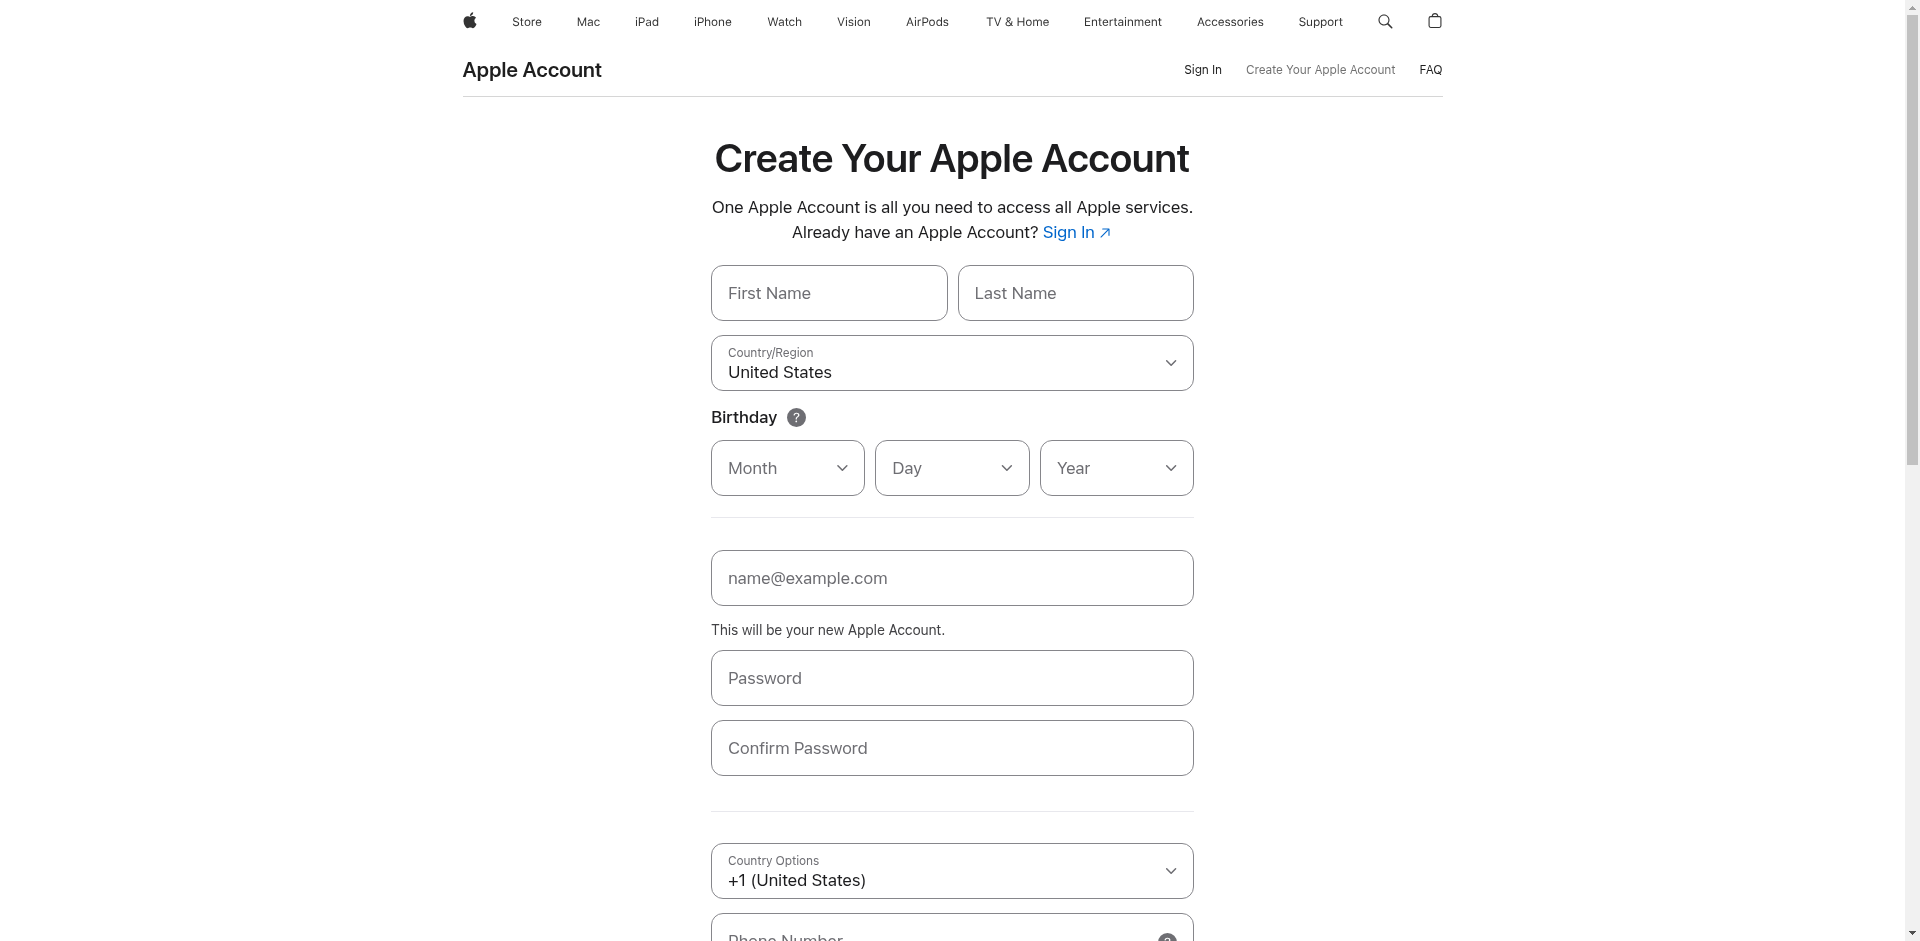 Store Mac iPad iPhone Watch Vision AirPods TV & Home Entertainment Accessories Support
Apple Account
Sign In Create Your Apple Account FAQ
Create Your Apple Account
One Apple Account is all you need to access all Apple services.
Already have an Apple Account? Sign In ↗
First Name Last Name
Country/Region
United States
Birthday ?
Month Day Year
name@example.com
This will be your new Apple Account.
Password
Confirm Password
Country Options
+1 (United States)
Phone Number ?